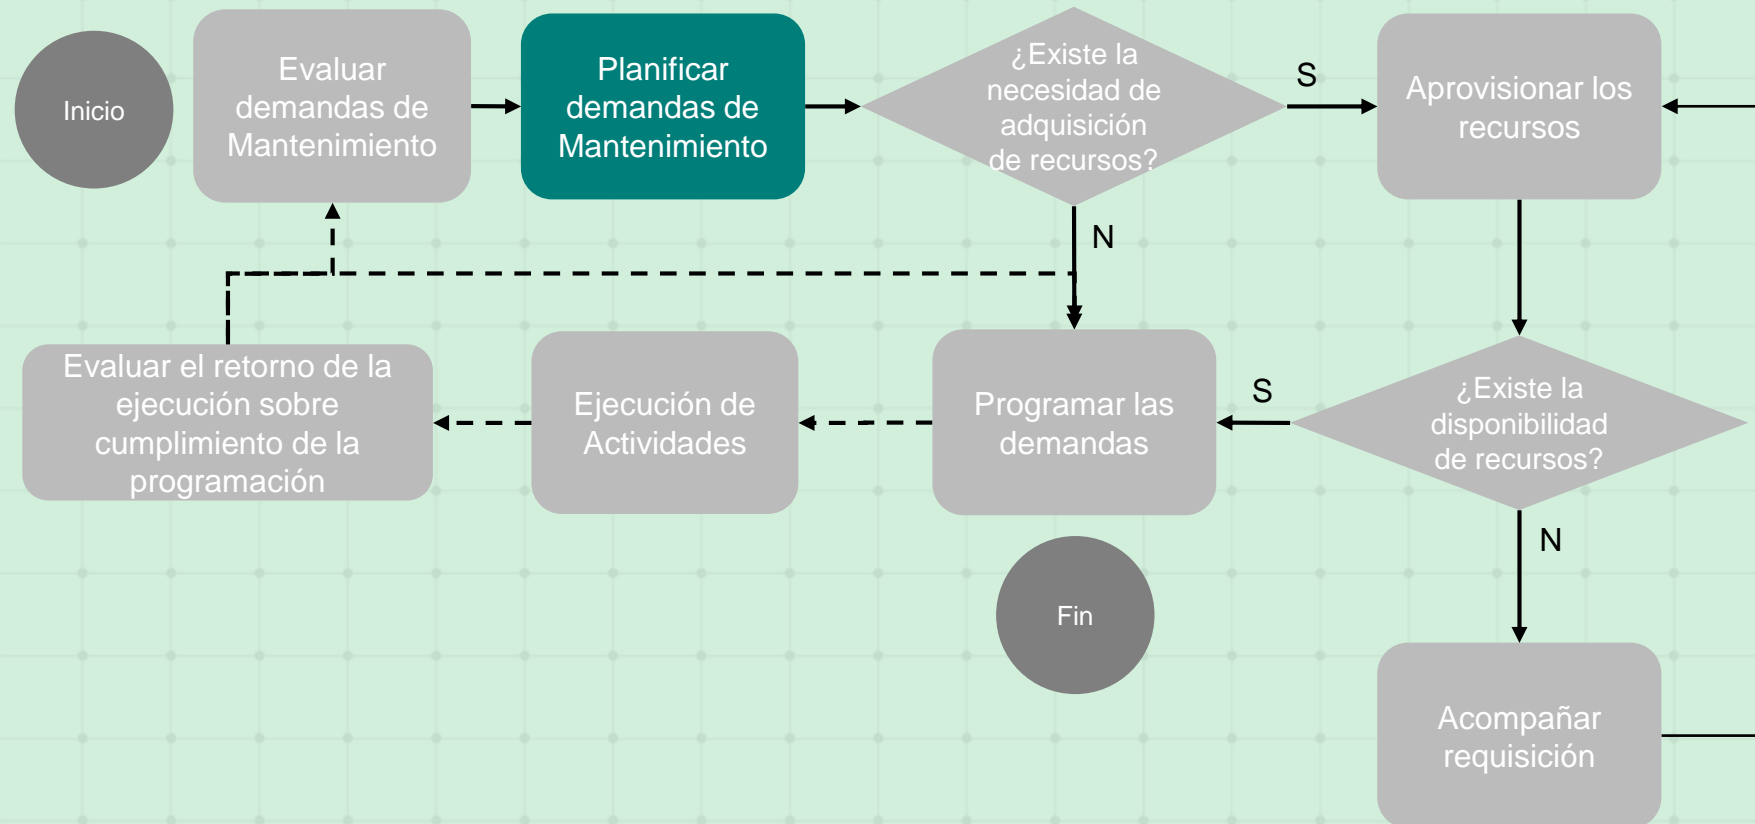 Inicio
Evaluar
demandas de
Mantenimiento
Planificar
demandas de
Mantenimiento
¿Existe la
necesidad de
adquisición
de recursos?
S
Aprovisionar los
recursos
N
Evaluar el retorno de la
ejecución sobre
cumplimiento de la
programación
Ejecución de
Actividades
Programar las
demandas
S
¿Existe la
disponibilidad
de recursos?
N
Fin
Acompañar
requisición